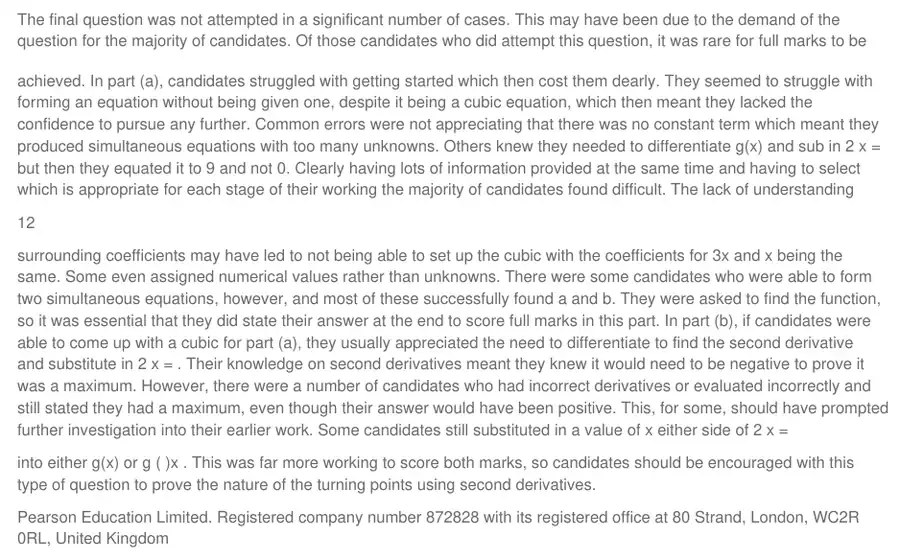 The final question was not attempted in a significant number of cases. This may have been due to the demand of the
question for the majority of candidates. Of those candidates who did attempt this question, it was rare for full marks to be
achieved. In part (a), candidates struggled with getting started which then cost them dearly. They seemed to struggle with
forming an equation without being given one, despite it being a cubic equation, which then meant they lacked the
confidence to pursue any further. Common errors were not appreciating that there was no constant term which meant they
produced simultaneous equations with too many unknowns. Others knew they needed to differentiate g(x) and sub in 2 x =
but then they equated it to 9 and not 0. Clearly having lots of information provided at the same time and having to select
which is appropriate for each stage of their working the majority of candidates found difficult. The lack of understanding
12
surrounding coefficients may have led to not being able to set up the cubic with the coefficients for 3x and x being the
same. Some even assigned numerical values rather than unknowns. There were some candidates who were able to form
two simultaneous equations, however, and most of these successfully found a and b. They were asked to find the function,
so it was essential that they did state their answer at the end to score full marks in this part. In part (b), if candidates were
able to come up with a cubic for part (a), they usually appreciated the need to differentiate to find the second derivative
and substitute in 2 x = . Their knowledge on second derivatives meant they knew it would need to be negative to prove it
was a maximum. However, there were a number of candidates who had incorrect derivatives or evaluated incorrectly and
still stated they had a maximum, even though their answer would have been positive. This, for some, should have prompted
further investigation into their earlier work. Some candidates still substituted in a value of x either side of 2 x =
into either g(x) or g ( )x . This was far more working to score both marks, so candidates should be encouraged with this
type of question to prove the nature of the turning points using second derivatives.
Pearson Education Limited. Registered company number 872828 with its registered office at 80 Strand, London, WC2R
0RL, United Kingdom